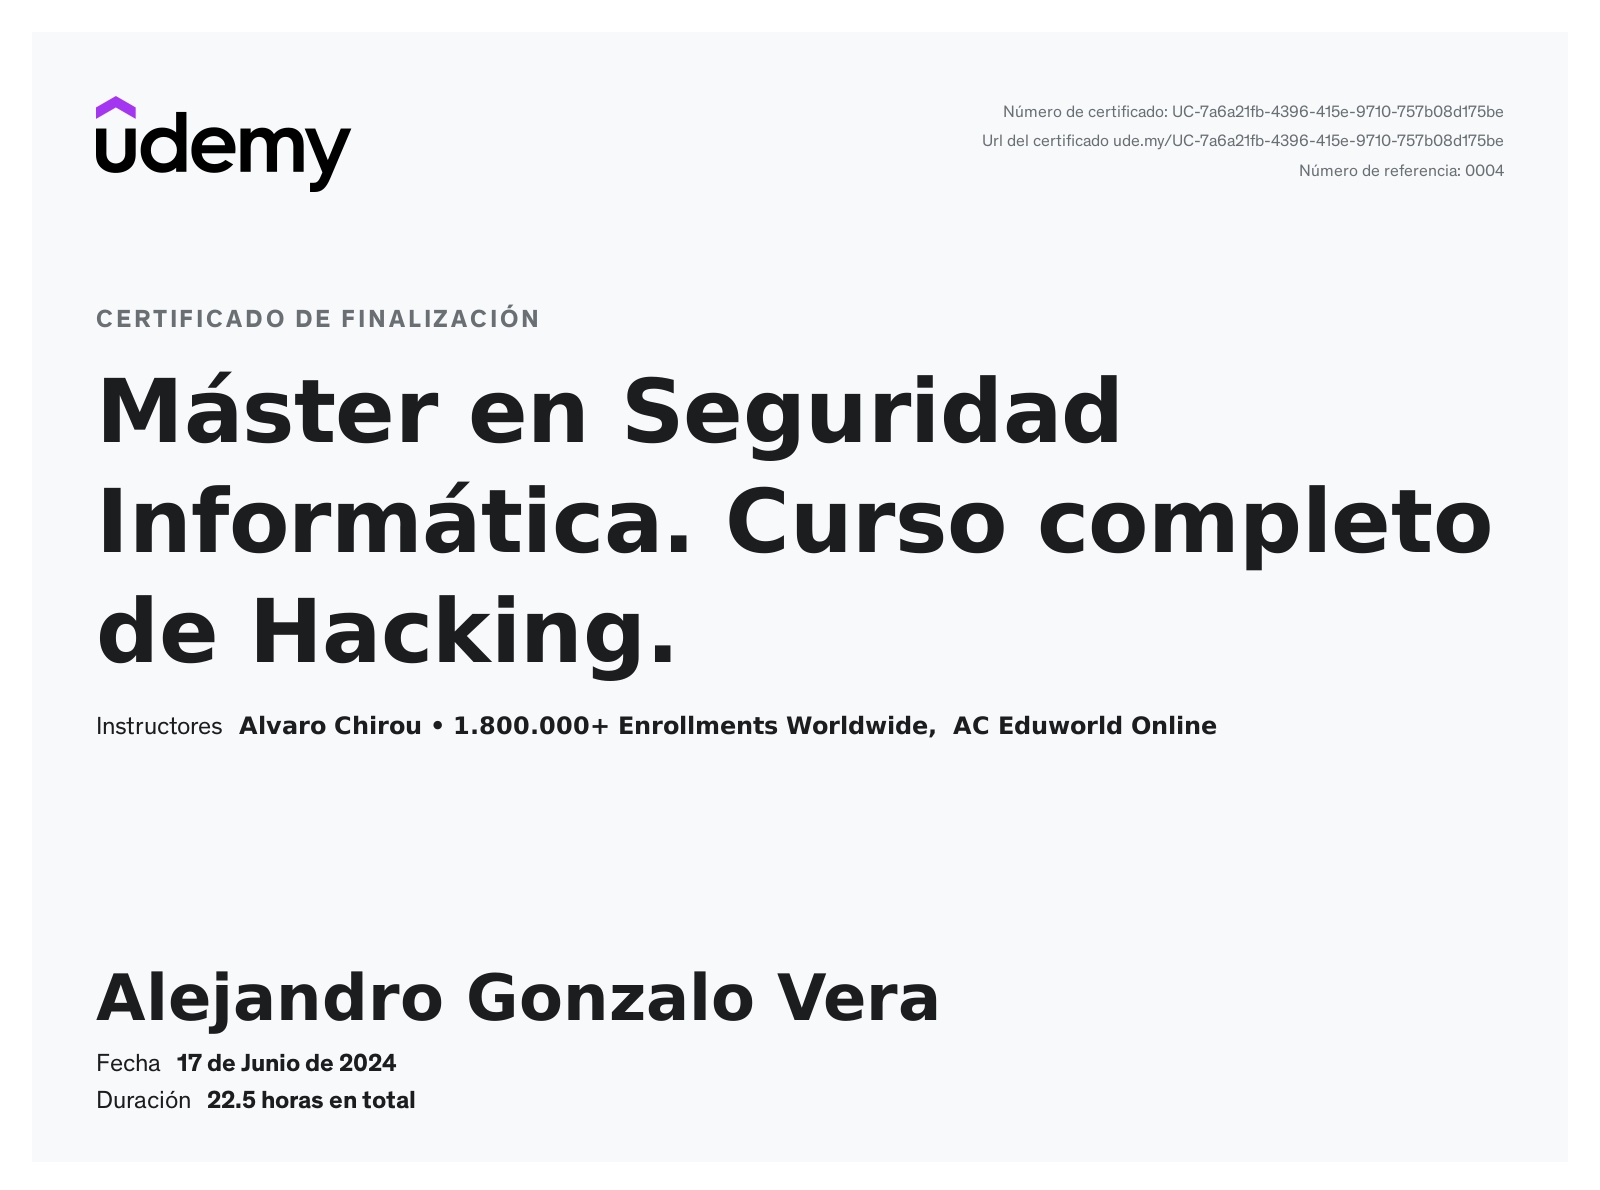 udemy
Número de certificado: UC-7a6a21fb-4396-415e-9710-757b08d175be
Url del certificado ude.my/UC-7a6a21fb-4396-415e-9710-757b08d175be
Número de referencia: 0004
CERTIFICADO DE FINALIZACIÓN
Máster en Seguridad
Informática. Curso completo
de Hacking.
Instructores Alvaro Chirou • 1.800.000+ Enrollments Worldwide, AC Eduworld Online
Alejandro Gonzalo Vera
Fecha 17 de Junio de 2024
Duración 22.5 horas en total